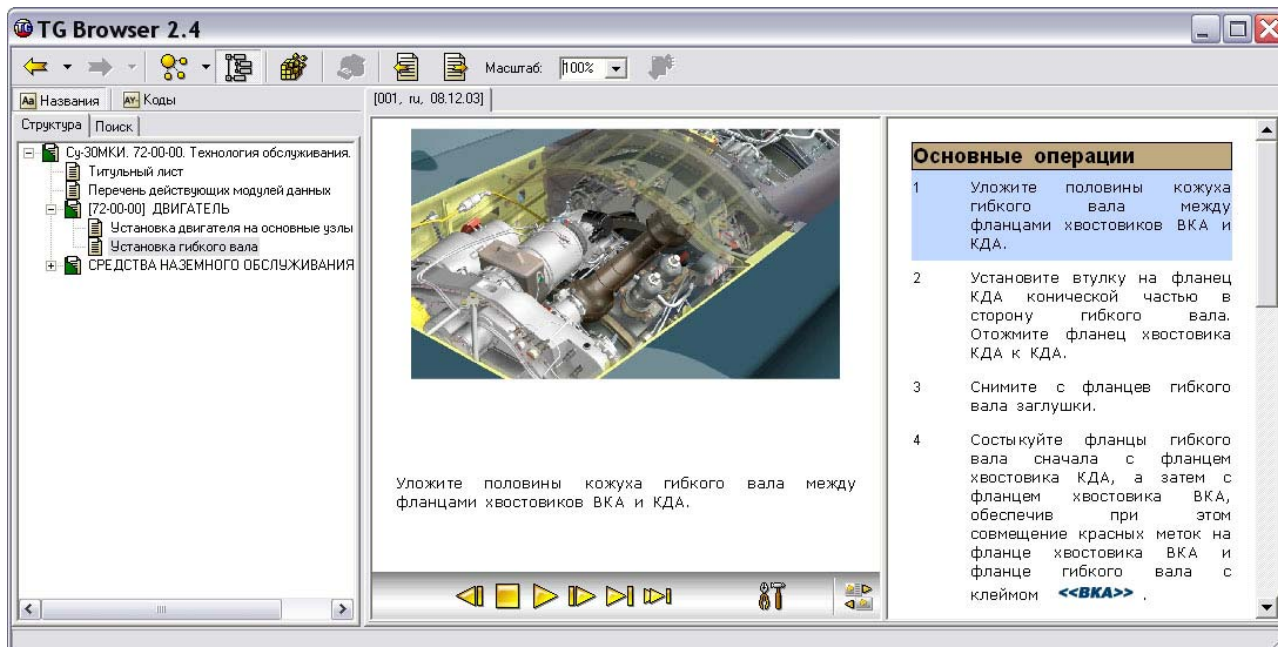 TG Browser 2.4
Масштаб: 100%
Названия Коды
[001, ru, 08.12.03]
Структура Поиск
Су-30МКИ. 72-00-00. Технология обслуживания.
Титульный лист
Перечень действующих модулей данных
[72-00-00] ДВИГАТЕЛЬ
Установка двигателя на основные узлы
Установка гибкого вала
СРЕДСТВА НАЗЕМНОГО ОБСЛУЖИВАНИЯ
Уложите половины кожуха гибкого вала между
фланцами хвостовиков ВКА и КДА.
Основные операции
1 Уложите половины кожуха
гибкого вала между
фланцами хвостовиков ВКА и
КДА.
2 Установите втулку на фланец
КДА конической частью в
сторону гибкого вала.
Отожмите фланец хвостовика
КДА к КДА.
3 Снимите с фланцев гибкого
вала заглушки.
4 Состыкуйте фланцы гибкого
вала сначала с фланцем
хвостовика КДА, а затем с
фланцем хвостовика ВКА,
обеспечив при этом
совмещение красных меток на
фланце хвостовика ВКА и
фланце гибкого вала с
клеймом <<ВКА>> .